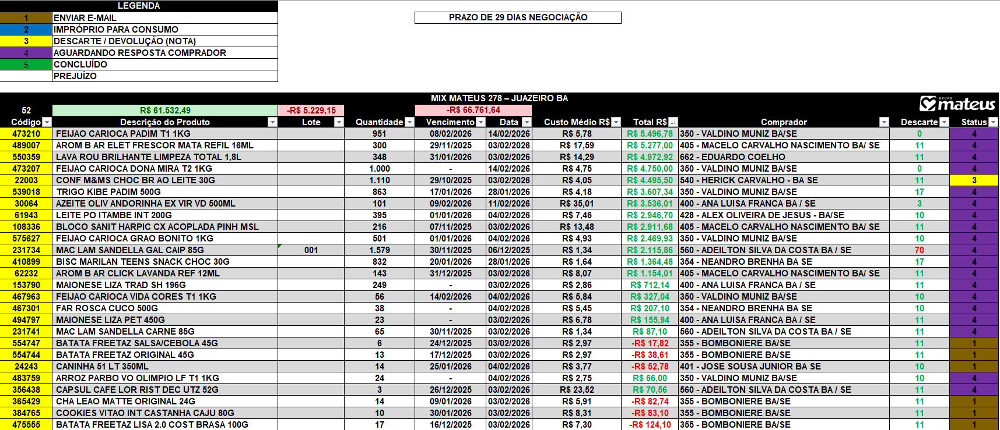 LEGENDA
1 ENVIAR E-MAIL
PRAZO DE 29 DIAS NEGOCIAÇÃO
2 IMPRÓPRIO PARA CONSUMO
3 DESCARTE / DEVOLUÇÃO (NOTA)
4 AGUARDANDO RESPOSTA COMPRADOR
5 CONCLUÍDO
PREJUÍZO
MIX MATEUS 278 – JUAZEIRO BA
GRUPO
mateus
52 R$ 61.532,49 -R$ 5.229,15 -R$ 66.761,64
Código Descrição do Produto Lote Quantidade Vencimento Data Custo Médio R$ Total R$ Comprador Descarte Status
473210 FEIJAO CARIOCA PADIM T1 1KG 951 08/02/2026 14/02/2026 R$ 5,78 R$ 5.496,78 350 - VALDINO MUNIZ BA/SE 0 4
489007 AROM B AR ELET FRESCOR MATA REFIL 16ML 300 29/11/2025 03/02/2026 R$ 17,59 R$ 5.277,00 405 - MACELO CARVALHO NASCIMENTO BA/ SE 11 4
550359 LAVA ROU BRILHANTE LIMPEZA TOTAL 1,8L 348 31/01/2026 03/02/2026 R$ 14,29 R$ 4.972,92 662 - EDUARDO COELHO 11 4
473207 FEIJAO CARIOCA DONA MIRA T2 1KG 1.000 - 14/02/2026 R$ 4,75 R$ 4.750,00 350 - VALDINO MUNIZ BA/SE 0 4
22003 CONF M&MS CHOC BR AO LEITE 30G 1.110 29/10/2025 03/02/2026 R$ 4,05 R$ 4.495,50 540 - HERICK CARVALHO - BA SE 11 3
539018 TRIGO KIBE PADIM 500G 863 17/01/2026 28/01/2026 R$ 4,18 R$ 3.607,34 350 - VALDINO MUNIZ BA/SE 17 4
30064 AZEITE OLIV ANDORINHA EX VIR VD 500ML 101 09/02/2026 11/02/2026 R$ 35,01 R$ 3.536,01 400 - ANA LUISA FRANCA BA / SE 3 4
61943 LEITE PO ITAMBE INT 200G 395 01/01/2026 04/02/2026 R$ 7,46 R$ 2.946,70 428 - ALEX OLIVEIRA DE JESUS - BA/SE 10 4
108336 BLOCO SANIT HARPIC CX ACOPLADA PINH MSL 216 07/11/2025 03/02/2026 R$ 13,48 R$ 2.911,68 405 - MACELO CARVALHO NASCIMENTO BA/ SE 11 4
575627 FEIJAO CARIOCA GRAO BONITO 1KG 501 01/01/2026 04/02/2026 R$ 4,93 R$ 2.469,93 350 - VALDINO MUNIZ BA/SE 10 4
231734 MAC LAM SANDELLA GAL CAIP 85G 001 1.579 30/11/2025 06/12/2025 R$ 1,34 R$ 2.115,86 560 - ADEILTON SILVA DA COSTA BA / SE 70 4
410899 BISC MARILAN TEENS SNACK CHOC 30G 832 20/01/2026 28/01/2026 R$ 1,64 R$ 1.364,48 354 - NEANDRO BRENHA BA SE 17 4
62232 AROM B AR CLICK LAVANDA REF 12ML 143 31/12/2025 03/02/2026 R$ 8,07 R$ 1.154,01 405 - MACELO CARVALHO NASCIMENTO BA/ SE 11 4
153790 MAIONESE LIZA TRAD SH 196G 249 - 03/02/2026 R$ 2,86 R$ 712,14 400 - ANA LUISA FRANCA BA / SE 11 4
467963 FEIJAO CARIOCA VIDA CORES T1 1KG 56 14/02/2026 04/02/2026 R$ 5,84 R$ 327,04 350 - VALDINO MUNIZ BA/SE 10 4
467301 FAR ROSCA CUCO 500G 38 - 04/02/2026 R$ 5,45 R$ 207,10 354 - NEANDRO BRENHA BA SE 10 4
494797 MAIONESE LIZA PET 450G 23 - 03/02/2026 R$ 6,78 R$ 155,94 400 - ANA LUISA FRANCA BA / SE 11 4
231741 MAC LAM SANDELLA CARNE 85G 65 30/11/2025 03/02/2026 R$ 1,34 R$ 87,10 560 - ADEILTON SILVA DA COSTA BA / SE 11 4
554747 BATATA FREETAZ SALSA/CEBOLA 45G 6 24/12/2025 03/02/2026 R$ 2,97 -R$ 17,82 355 - BOMBONIERE BA/SE 11 1
554744 BATATA FREETAZ ORIGINAL 45G 13 17/12/2025 03/02/2026 R$ 2,97 -R$ 38,61 355 - BOMBONIERE BA/SE 11 1
24243 CANINHA 51 LT 350ML 14 25/01/2026 04/02/2026 R$ 3,77 -R$ 52,78 401 - JOSE SOUSA JUNIOR BA SE 10 1
483759 ARROZ PARBO VO OLIMPIO LF T1 1KG 24 - 04/02/2026 R$ 2,75 R$ 66,00 350 - VALDINO MUNIZ BA/SE 10 4
356438 CAPSUL CAFE LOR RIST DEC UTZ 52G 3 26/12/2025 03/02/2026 R$ 23,52 R$ 70,56 560 - ADEILTON SILVA DA COSTA BA / SE 11 4
365429 CHA LEAO MATTE ORIGINAL 24G 14 09/01/2026 03/02/2026 R$ 5,91 -R$ 82,74 355 - BOMBONIERE BA/SE 11 1
384765 COOKIES VITAO INT CASTANHA CAJU 80G 10 30/01/2026 03/02/2026 R$ 8,31 -R$ 83,10 355 - BOMBONIERE BA/SE 11 1
475555 BATATA FREETAZ LISA 2.0 COST BRASA 100G 17 16/12/2025 03/02/2026 R$ 7,30 -R$ 124,10 355 - BOMBONIERE BA/SE 11 1